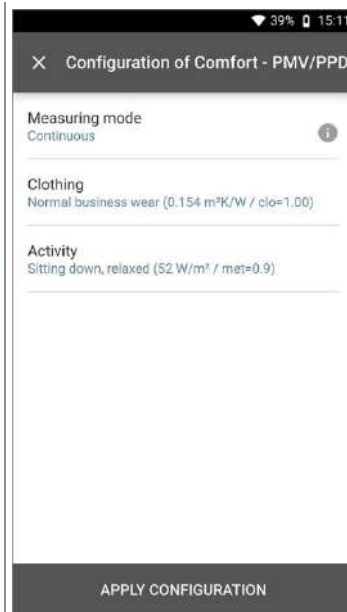 39% 15:11
Configuration of Comfort - PMV/PPD
Measuring mode
Continuous
Clothing
Normal business wear (0.154 m²K/W / clo=1.00)
Activity
Sitting down, relaxed (52 W/m² / met=0.9)
APPLY CONFIGURATION